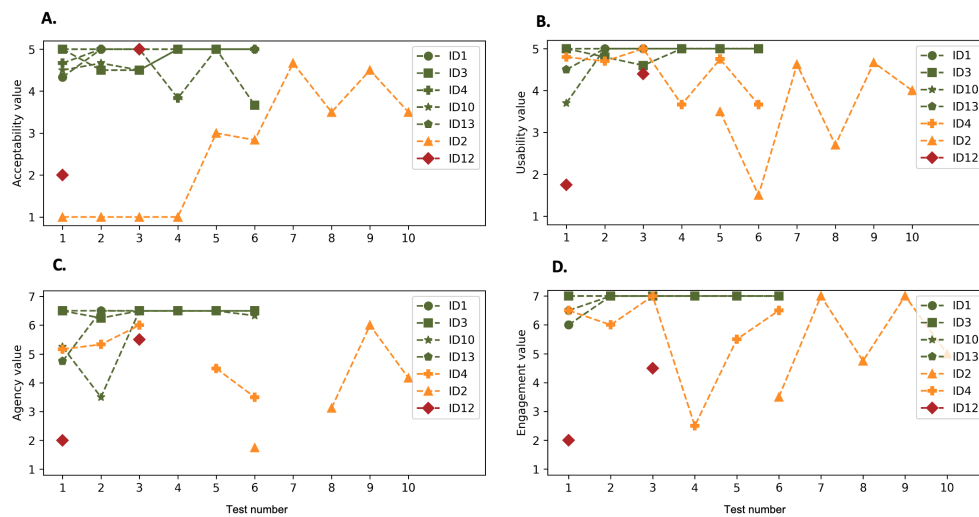 A.
Acceptability value
5
4
3
2
1
1 2 3 4 5 6 7 8 9 10
ID1
ID3
ID4
ID10
ID13
ID2
ID12
B.
Usability value
5
4
3
2
1
1 2 3 4 5 6 7 8 9 10
ID1
ID3
ID10
ID13
ID4
ID2
ID12
C.
Agency value
7
6
5
4
3
2
1
1 2 3 4 5 6 7 8 9 10
Test number
ID1
ID3
ID10
ID13
ID4
ID2
ID12
D.
Engagement value
7
6
5
4
3
2
1
1 2 3 4 5 6 7 8 9 10
Test number
ID1
ID3
ID10
ID13
ID2
ID4
ID12